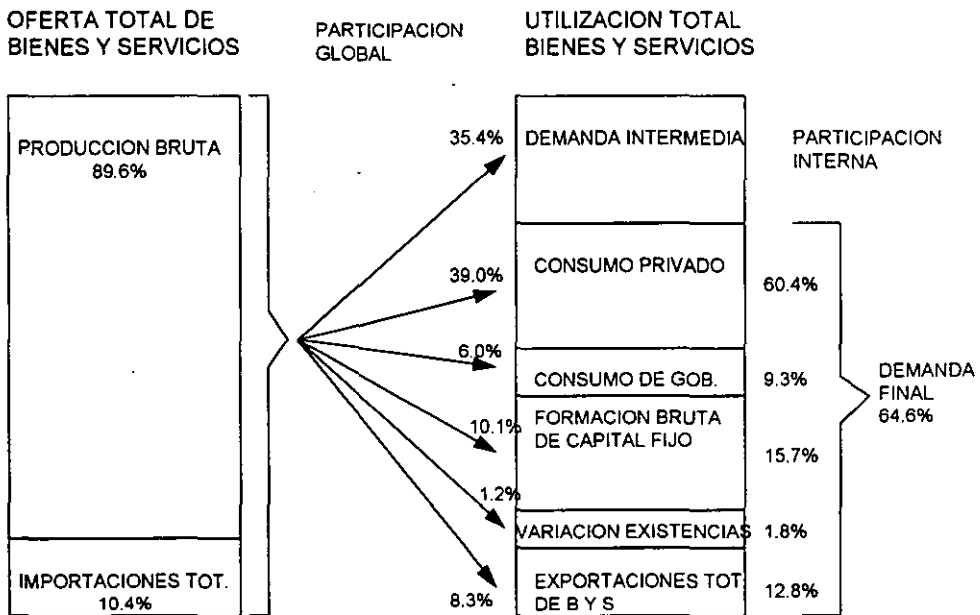 OFERTA TOTAL DE
BIENES Y SERVICIOS
PARTICIPACION
GLOBAL
UTILIZACION TOTAL
BIENES Y SERVICIOS
PRODUCCION BRUTA
89.6%
IMPORTACIONES TOT.
10.4%
35.4%
39.0%
6.0%
10.1%
1.2%
8.3%
DEMANDA INTERMEDIA
CONSUMO PRIVADO
CONSUMO DE GOB.
FORMACION BRUTA
DE CAPITAL FIJO
VARIACION EXISTENCIAS
EXPORTACIONES TOT
DE B Y S
PARTICIPACION
INTERNA
60.4%
9.3%
15.7%
1.8%
12.8%
DEMANDA
FINAL
64.6%